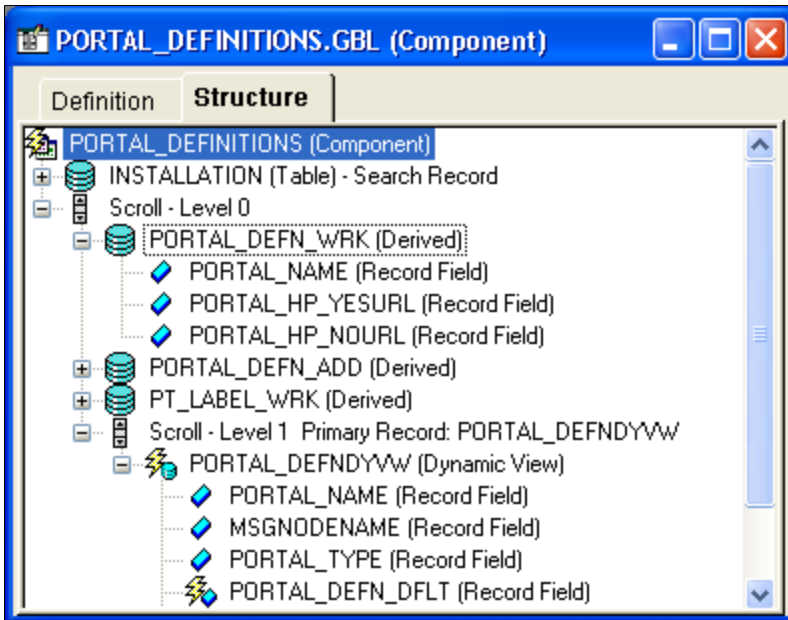 PORTAL_DEFINITIONS.GBL (Component)
Definition Structure
PORTAL_DEFINITIONS (Component)
INSTALLATION (Table) - Search Record
Scroll - Level 0
PORTAL_DEFN_WRK (Derived)
PORTAL_NAME (Record Field)
PORTAL_HP_YESURL (Record Field)
PORTAL_HP_NOURL (Record Field)
PORTAL_DEFN_ADD (Derived)
PT_LABEL_WRK (Derived)
Scroll - Level 1 Primary Record: PORTAL_DEFNDYVW
PORTAL_DEFNDYVW (Dynamic View)
PORTAL_NAME (Record Field)
MSGNODENAME (Record Field)
PORTAL_TYPE (Record Field)
PORTAL_DEFN_DFLT (Record Field)